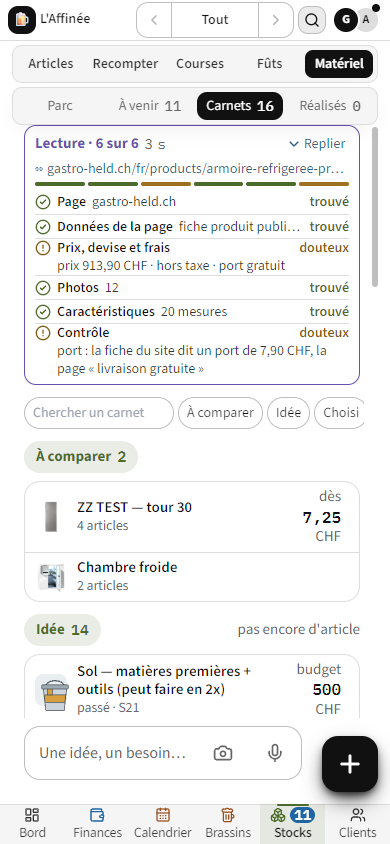 L'Affinée
Tout
G A
Articles Recompter Courses Fûts Matériel
Parc À venir 11 Carnets 16 Réalisés 0
Lecture · 6 sur 6 3 s Replier
gastro-held.ch/fr/products/armoire-refrigeree-pr…
Page gastro-held.ch trouvé
Données de la page fiche produit publi… trouvé
Prix, devise et frais douteux
prix 913,90 CHF · hors taxe · port gratuit
Photos 12 trouvé
Caractéristiques 20 mesures trouvé
Contrôle douteux
port : la fiche du site dit un port de 7,90 CHF, la
page « livraison gratuite »
Chercher un carnet À comparer Idée Choisi
À comparer 2
dès
ZZ TEST — tour 30
7,25
4 articles
CHF
Chambre froide
2 articles
Idée 14 pas encore d'article
Sol — matières premières + budget
outils (peut faire en 2x) 500
passé · S21 CHF
Une idée, un besoin…
11
Bord Finances Calendrier Brassins Stocks Clients